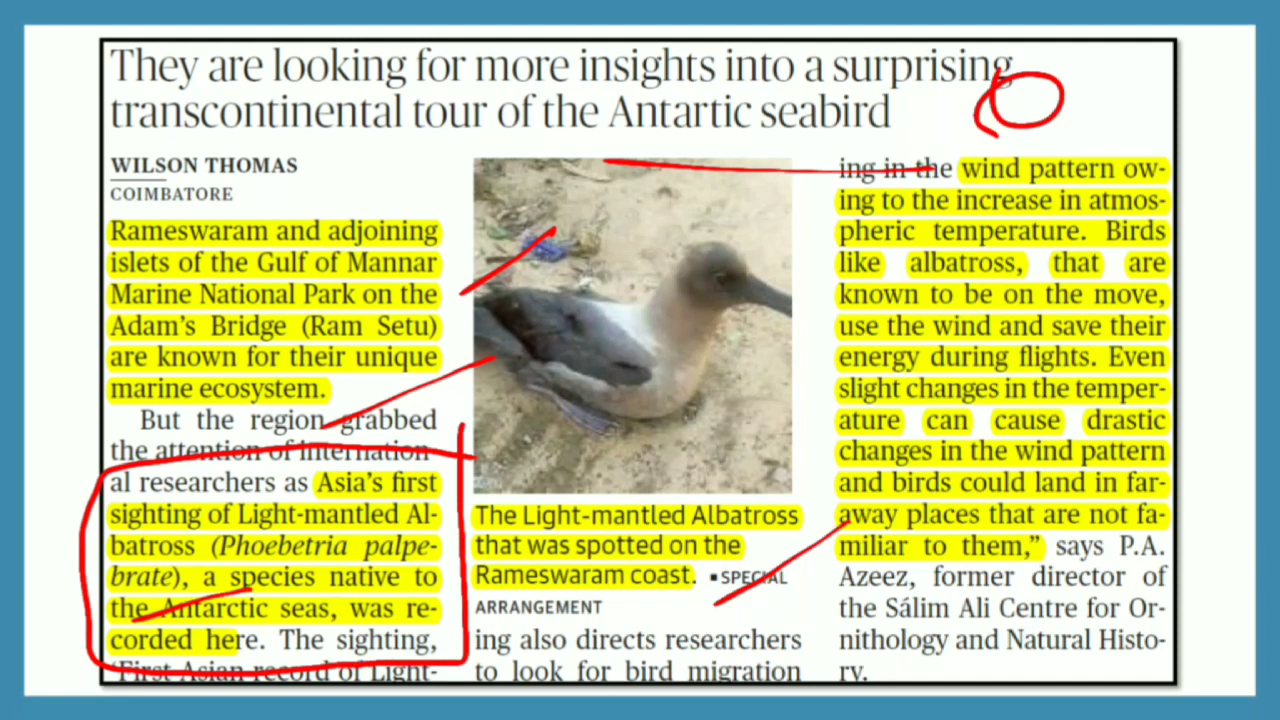 They are looking for more insights into a surprising
transcontinental tour of the Antartic seabird
WILSON THOMAS
COIMBATORE
Rameswaram and adjoining
islets of the Gulf of Mannar
Marine National Park on the
Adam's Bridge (Ram Setu)
are known for their unique
marine ecosystem.
But the region grabbed
the attention of internation-
al researchers as Asia's first
sighting of Light-mantled Al-
batross (Phoebetria palpe-
brate), a species native to
the Antarctic seas, was re-
corded here. The sighting,
'First Asian record of Light-
The Light-mantled Albatross
that was spotted on the
Rameswaram coast. ▪SPECIAL
ARRANGEMENT
ing also directs researchers
to look for bird migration
ing in the wind pattern ow-
ing to the increase in atmos-
pheric temperature. Birds
like albatross, that are
known to be on the move,
use the wind and save their
energy during flights. Even
slight changes in the temper-
ature can cause drastic
changes in the wind pattern
and birds could land in far-
away places that are not fa-
miliar to them,” says P.A.
Azeez, former director of
the Sálim Ali Centre for Or-
nithology and Natural Histo-
ry.